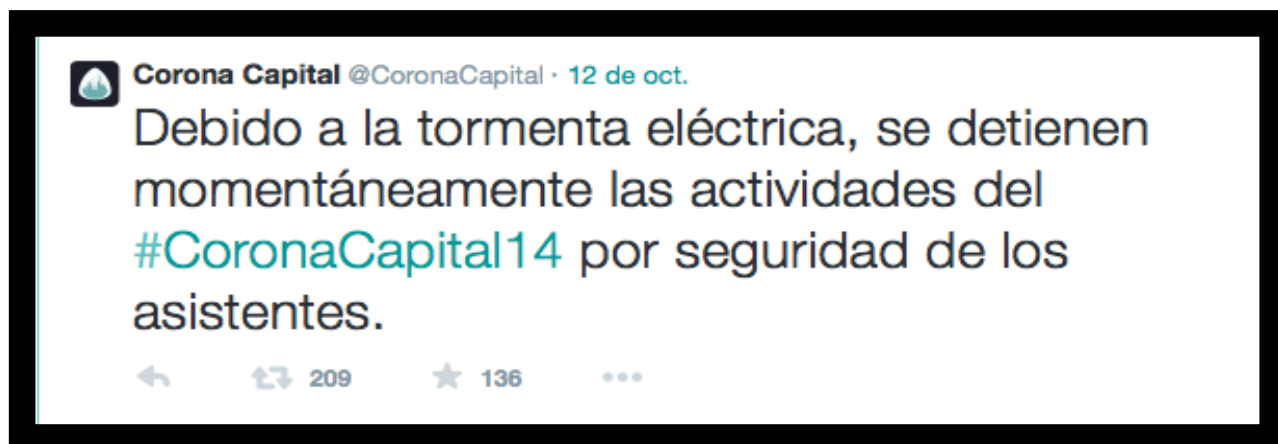 Corona Capital @CoronaCapital · 12 de oct.
Debido a la tormenta eléctrica, se detienen
momentáneamente las actividades del
#CoronaCapital14 por seguridad de los
asistentes.
209 136